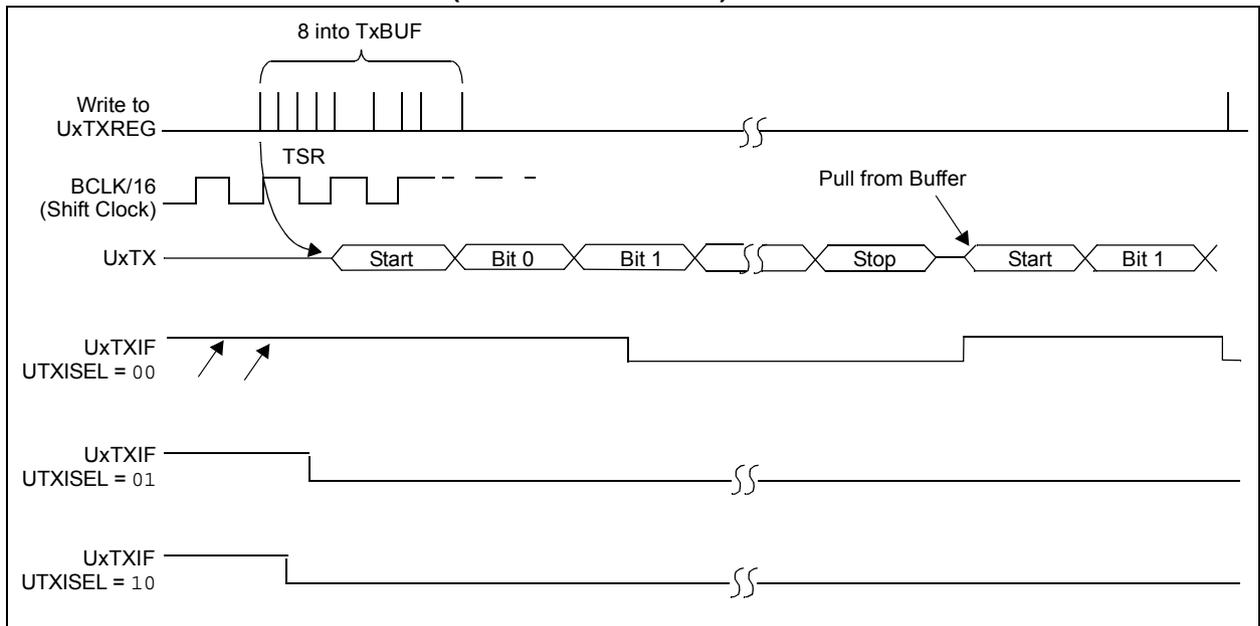 8 into TxBUF
Write to
UxTXREG
TSR
BCLK/16
(Shift Clock)
Pull from Buffer
UxTX
Start
Bit 0
Bit 1
Stop
Start
Bit 1
UxTXIF
UTXISEL = 00
UxTXIF
UTXISEL = 01
UxTXIF
UTXISEL = 10